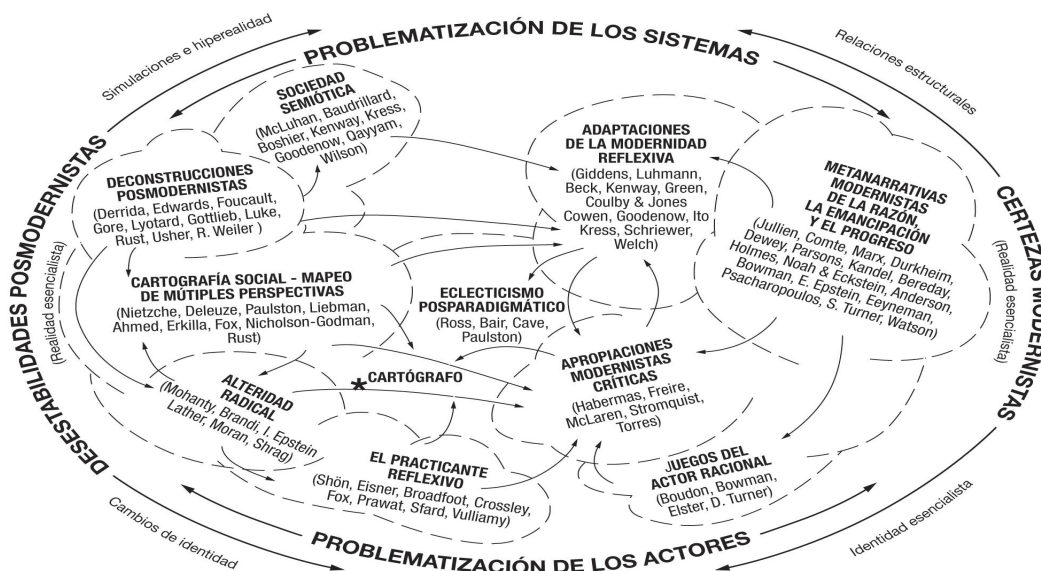 Simulaciones e hiperealidad
PROBLEMATIZACIÓN DE LOS SISTEMAS
Relaciones estructurales
DESESTABILIDADES POSMODERNISTAS
(Realidad esencialista)
SOCIEDAD
SEMIÓTICA
(McLuhan, Baudrillard,
Boshier, Kenway, Kress,
Goodenow, Qayyam,
Wilson)
DECONSTRUCCIONES
POSMODERNISTAS
(Derrida, Edwards, Foucault,
Gore, Lyotard, Gottlieb, Luke,
Rust, Usher, R. Weiler )
ADAPTACIONES
DE LA MODERNIDAD
REFLEXIVA
(Giddens, Luhmann,
Beck, Kenway, Green,
Coulby & Jones
Cowen, Goodenow, Ito
Kress, Schriewer,
Welch)
METANARRATIVAS
MODERNISTAS
DE LA RAZÓN,
LA EMANCIPACIÓN
Y EL PROGRESO
(Jullien, Comte, Marx, Durkheim,
Dewey, Parsons, Kandel, Bereday,
Holmes, Noah & Eckstein, Anderson,
Bowman, E. Epstein, Eeyneman,
Psacharopoulos, S. Turner, Watson)
CERTEZAS MODERNISTAS
(Realidad esencialista)
CARTOGRAFÍA SOCIAL - MAPEO
DE MÚTIPLES PERSPECTIVAS
(Nietzche, Deleuze, Paulston, Liebman,
Ahmed, Erkilla, Fox, Nicholson-Godman,
Rust)
ECLECTICISMO
POSPARADIGMÁTICO
(Ross, Bair, Cave,
Paulston)
APROPIACIONES
MODERNISTAS
CRÍTICAS
(Habermas, Freire,
McLaren, Stromquist,
Torres)
* CARTÓGRAFO
ALTERIDAD
RADICAL
(Mohanty, Brandi, I. Epstein
Lather, Moran, Shrag)
EL PRACTICANTE
REFLEXIVO
(Shön, Eisner, Broadfoot, Crossley,
Fox, Prawat, Sfard, Vulliamy)
JUEGOS DEL
ACTOR RACIONAL
(Boudon, Bowman,
Elster, D. Turner)
Cambios de identidad
PROBLEMATIZACIÓN DE LOS ACTORES
Identidad esencialista